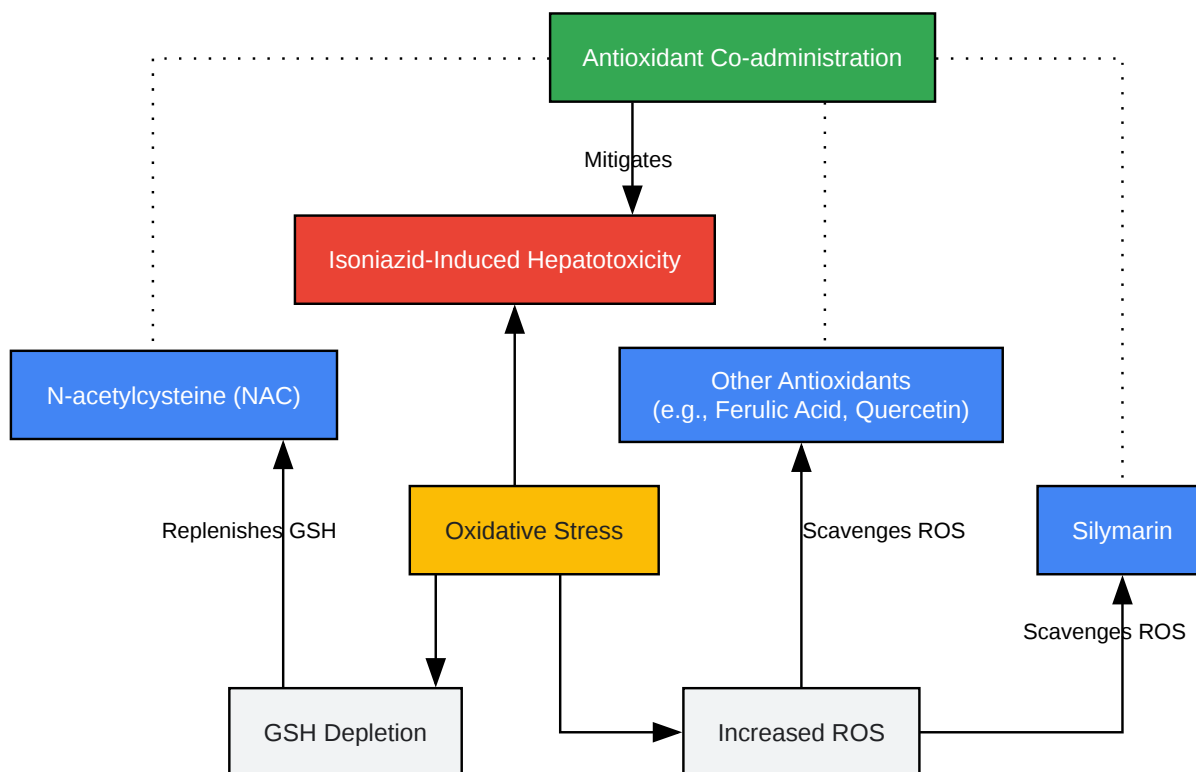 Antioxidant Co-administration
Mitigates
Isoniazid-Induced Hepatotoxicity
N-acetylcysteine (NAC)
Other Antioxidants
(e.g., Ferulic Acid, Quercetin)
Replenishes GSH
Oxidative Stress
Scavenges ROS
Silymarin
Scavenges ROS
GSH Depletion
Increased ROS